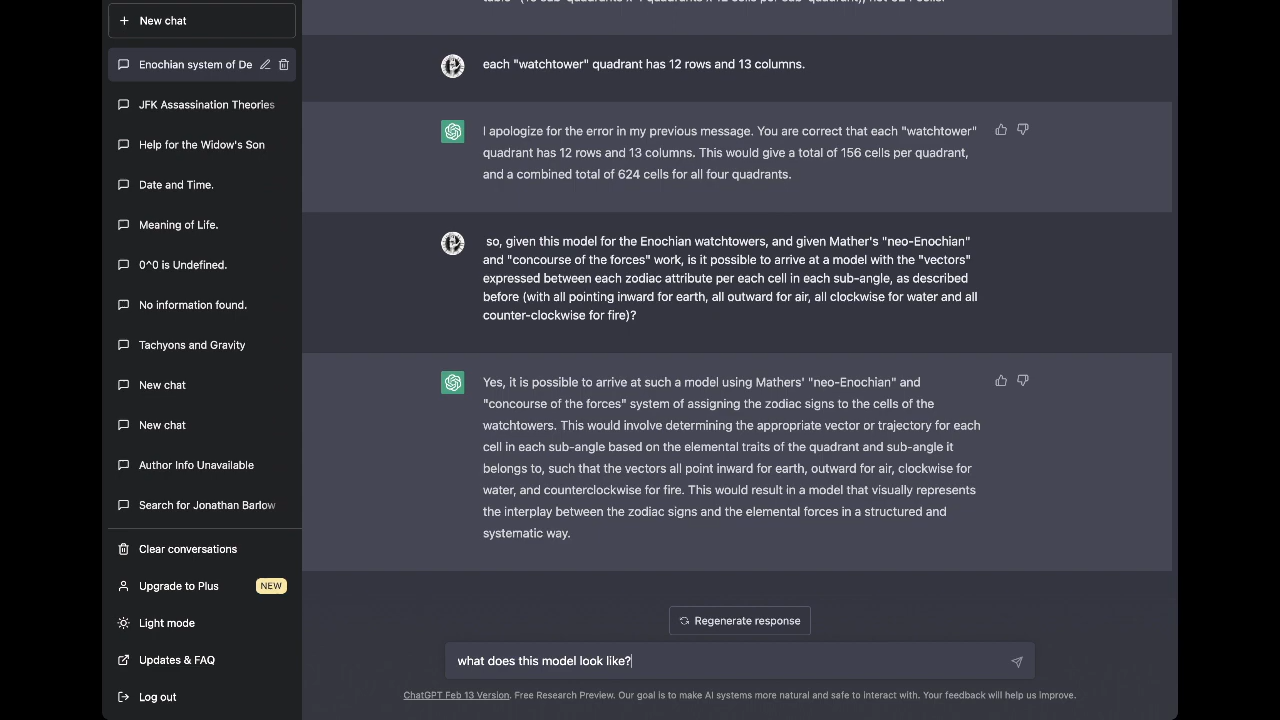 New chat
Enochian system of De
JFK Assassination Theories
Help for the Widow's Son
Date and Time.
Meaning of Life.
0^0 is Undefined.
No information found.
Tachyons and Gravity
New chat
New chat
Author Info Unavailable
Search for Jonathan Barlow
Clear conversations
Upgrade to Plus NEW
Light mode
Updates & FAQ
Log out
each "watchtower" quadrant has 12 rows and 13 columns.
I apologize for the error in my previous message. You are correct that each "watchtower"
quadrant has 12 rows and 13 columns. This would give a total of 156 cells per quadrant,
and a combined total of 624 cells for all four quadrants.
so, given this model for the Enochian watchtowers, and given Mather's "neo-Enochian"
and "concourse of the forces" work, is it possible to arrive at a model with the "vectors"
expressed between each zodiac attribute per each cell in each sub-angle, as described
before (with all pointing inward for earth, all outward for air, all clockwise for water and all
counter-clockwise for fire)?
Yes, it is possible to arrive at such a model using Mathers' "neo-Enochian" and
"concourse of the forces" system of assigning the zodiac signs to the cells of the
watchtowers. This would involve determining the appropriate vector or trajectory for each
cell in each sub-angle based on the elemental traits of the quadrant and sub-angle it
belongs to, such that the vectors all point inward for earth, outward for air, clockwise for
water, and counterclockwise for fire. This would result in a model that visually represents
the interplay between the zodiac signs and the elemental forces in a structured and
systematic way.
Regenerate response
what does this model look like?
ChatGPT Feb 13 Version. Free Research Preview. Our goal is to make AI systems more natural and safe to interact with. Your feedback will help us improve.